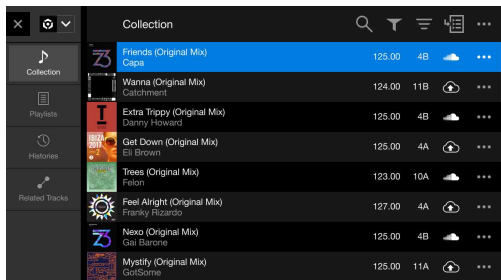 Collection
Collection
Playlists
Histories
Related Tracks
Friends (Original Mix)
Capa
125.00 4B
Wanna (Original Mix)
Catchment
124.00 11B
Extra Trippy (Original Mix)
Danny Howard
125.00 4B
IBIZA
2017
Get Down (Original Mix)
Eli Brown
125.00 4A
Trees (Original Mix)
Felon
123.00 10A
Feel Alright (Original Mix)
Franky Rizardo
127.00 4A
Nexo (Original Mix)
Gai Barone
125.00 4B
Mystify (Original Mix)
GotSome
125.00 11A